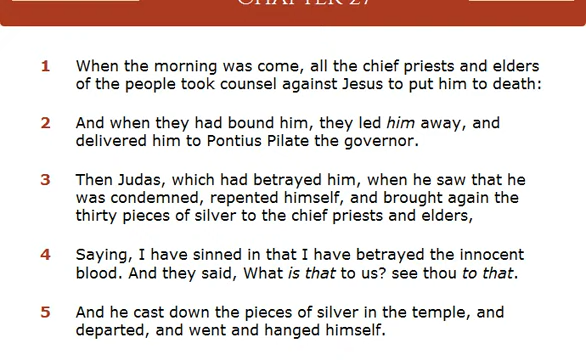 CHAPTER 27
1 When the morning was come, all the chief priests and elders
of the people took counsel against Jesus to put him to death:
2 And when they had bound him, they led him away, and
delivered him to Pontius Pilate the governor.
3 Then Judas, which had betrayed him, when he saw that he
was condemned, repented himself, and brought again the
thirty pieces of silver to the chief priests and elders,
4 Saying, I have sinned in that I have betrayed the innocent
blood. And they said, What is that to us? see thou to that.
5 And he cast down the pieces of silver in the temple, and
departed, and went and hanged himself.